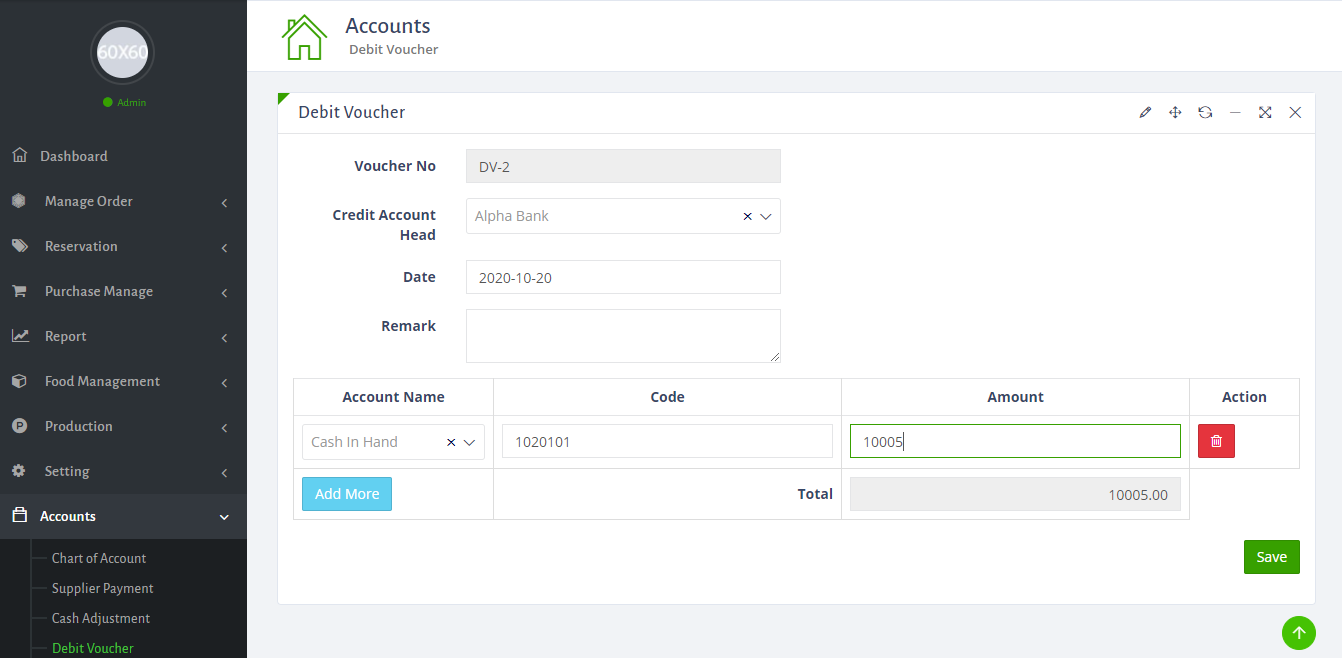 60X60
Admin
Dashboard
Manage Order
Reservation
Purchase Manage
Report
Food Management
Production
Setting
Accounts
Chart of Account
Supplier Payment
Cash Adjustment
Debit Voucher
Accounts
Debit Voucher
Debit Voucher
Voucher No
DV-2
Credit Account
Head
Alpha Bank
Date
2020-10-20
Remark
Account Name Code Amount Action
Cash In Hand 1020101 10005
Add More Total 10005.00
Save